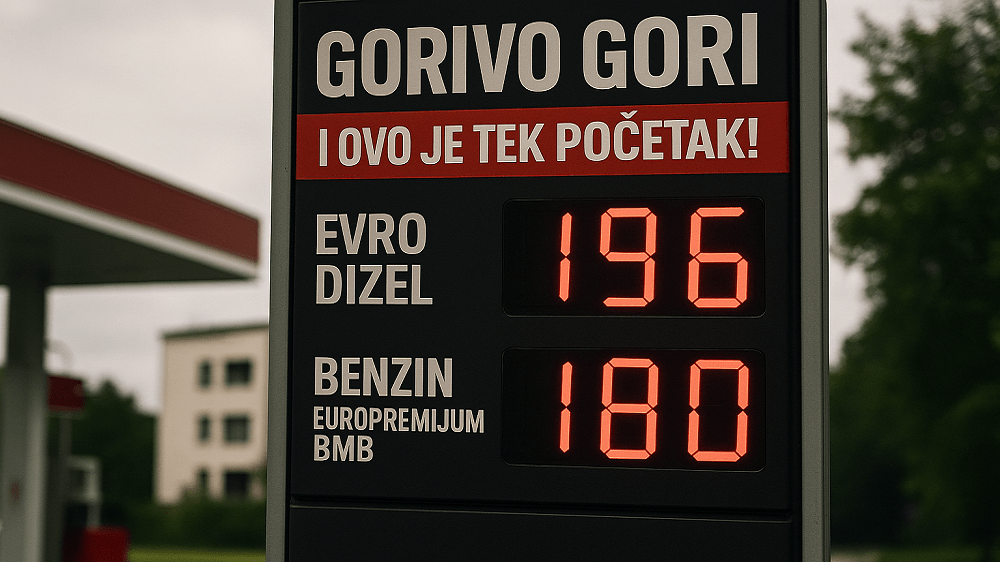 GORIVO GORI
I OVO JE TEK POČETAK!
EVRO
DIZEL
196
BENZIN
EUROPREMIJUM
BMB
180